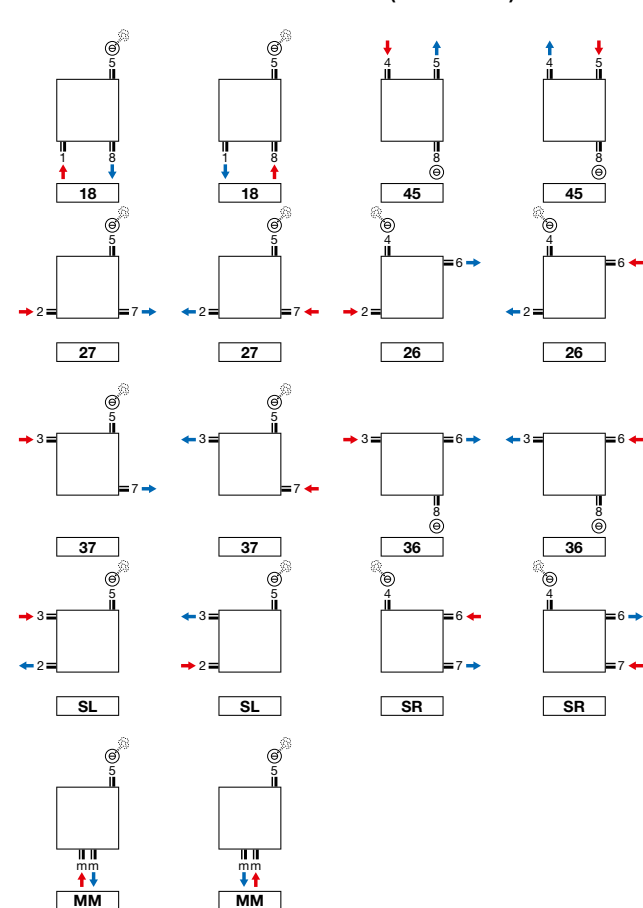 5 5 4 5 4 5
1 8 1 8 8 8
18 18 45 45
5 5 4 4
6 6
2 7 2 7 2 2
27 27 26 26
5 5
3 3 3 6 3 6
7 7
8 8
37 37 36 36
5 5 4 4
3 3 6 6
2 2 7 7
SL SL SR SR
5 5
mm mm
MM MM